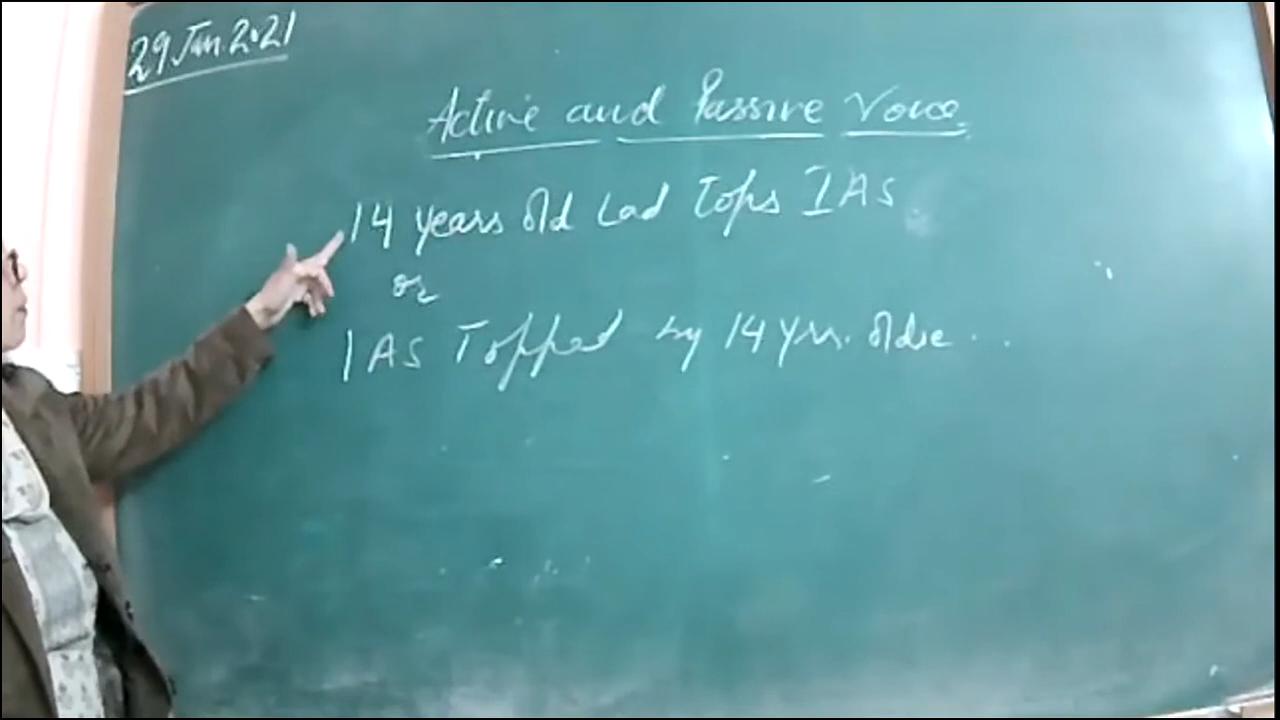 29 Jan. 2021
Active and Passive Voice
14 years old Lad Tops IAS
or
IAS Topped by 14 yrs. olde ...